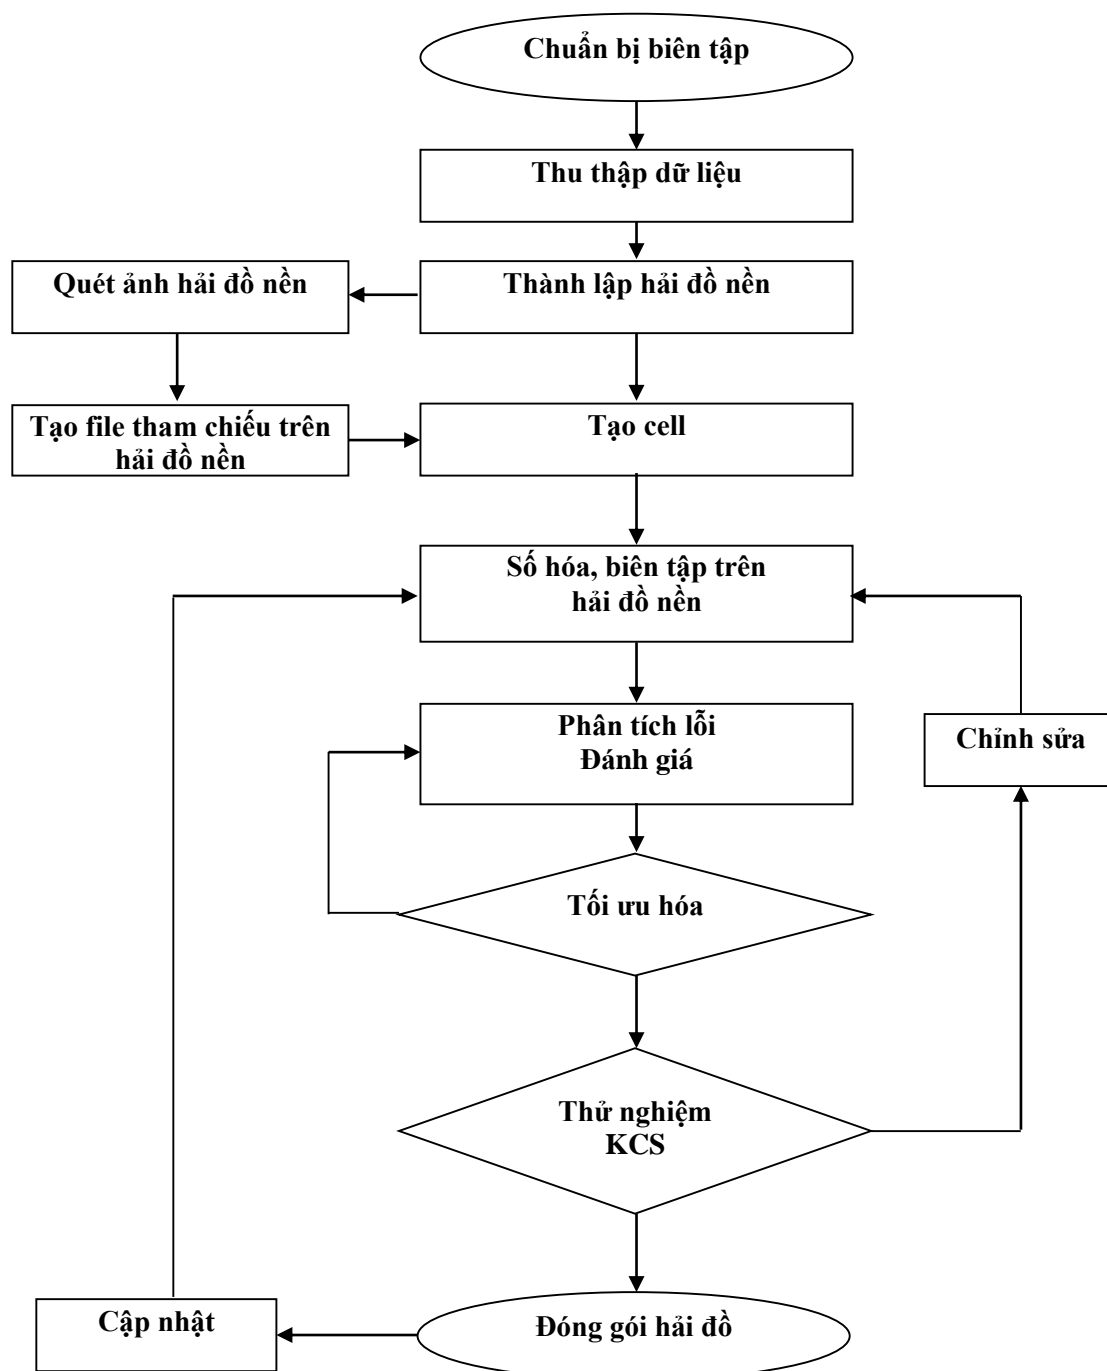 Chuẩn bị biên tập
Thu thập dữ liệu
Quét ảnh hải đồ nền
Thành lập hải đồ nền
Tạo file tham chiếu trên
hải đồ nền
Tạo cell
Số hóa, biên tập trên
hải đồ nền
Phân tích lỗi
Đánh giá
Chỉnh sửa
Tối ưu hóa
Thử nghiệm
KCS
Cập nhật
Đóng gói hải đồ